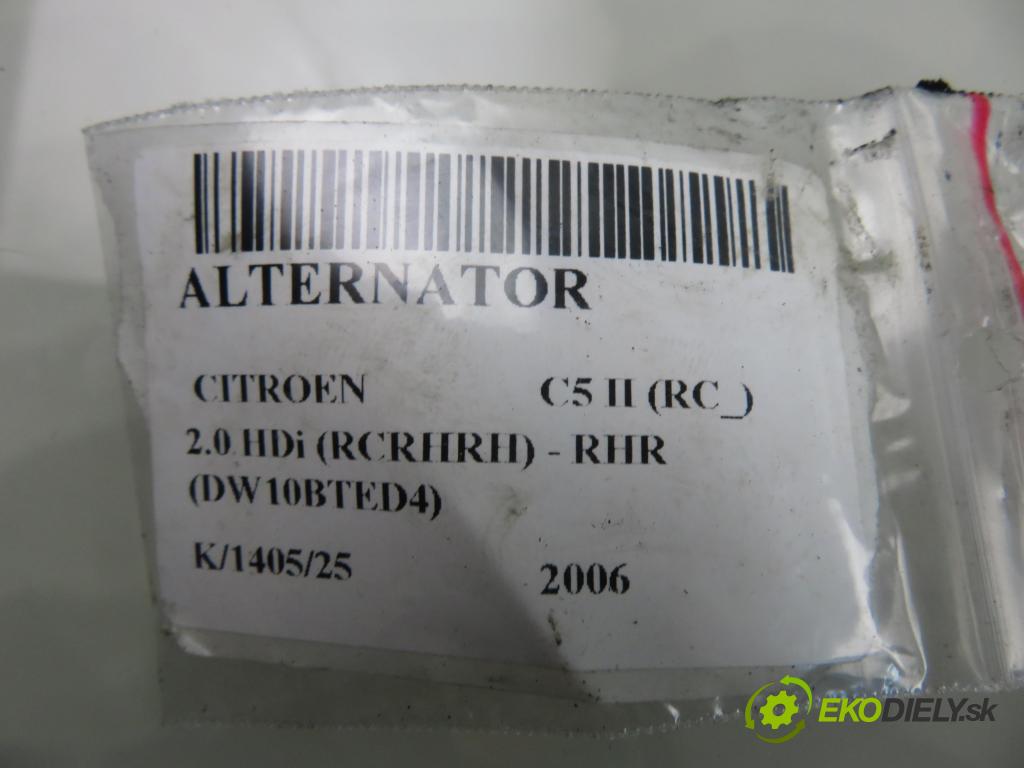 ALTERNATOR
CITROEN C5 II (RC_)
2.0 HDi (RCRHRH) - RHR
(DW10BTED4)
K/1405/25 2006
EKODIELY.sk